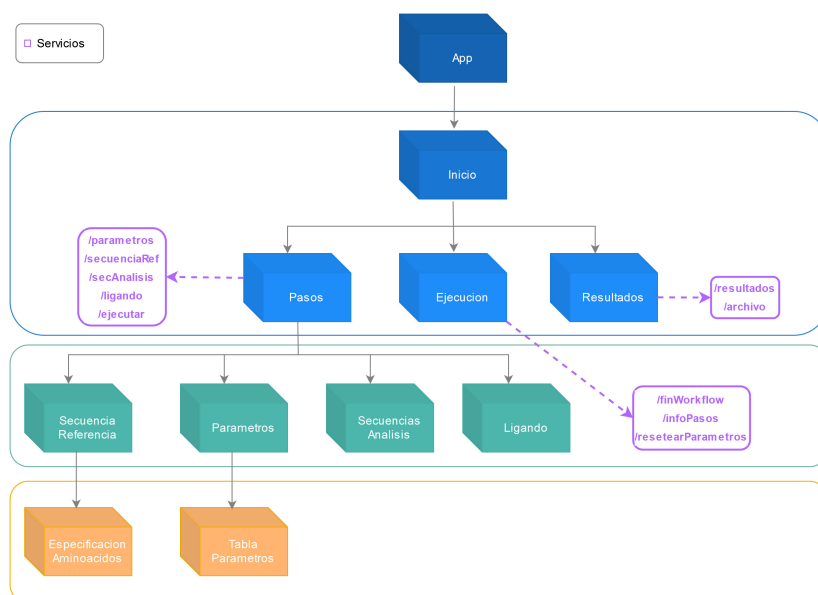 Servicios
App
Inicio
/parametros
/secuenciaRef
/secAnalisis
/ligando
/ejecutar
Pasos
Ejecucion
Resultados
/resultados
/archivo
Secuencia
Referencia
Parametros
Secuencias
Analisis
Ligando
/finWorkflow
/infoPasos
/resetearParametros
Especificacion
Aminoacidos
Tabla
Parametros